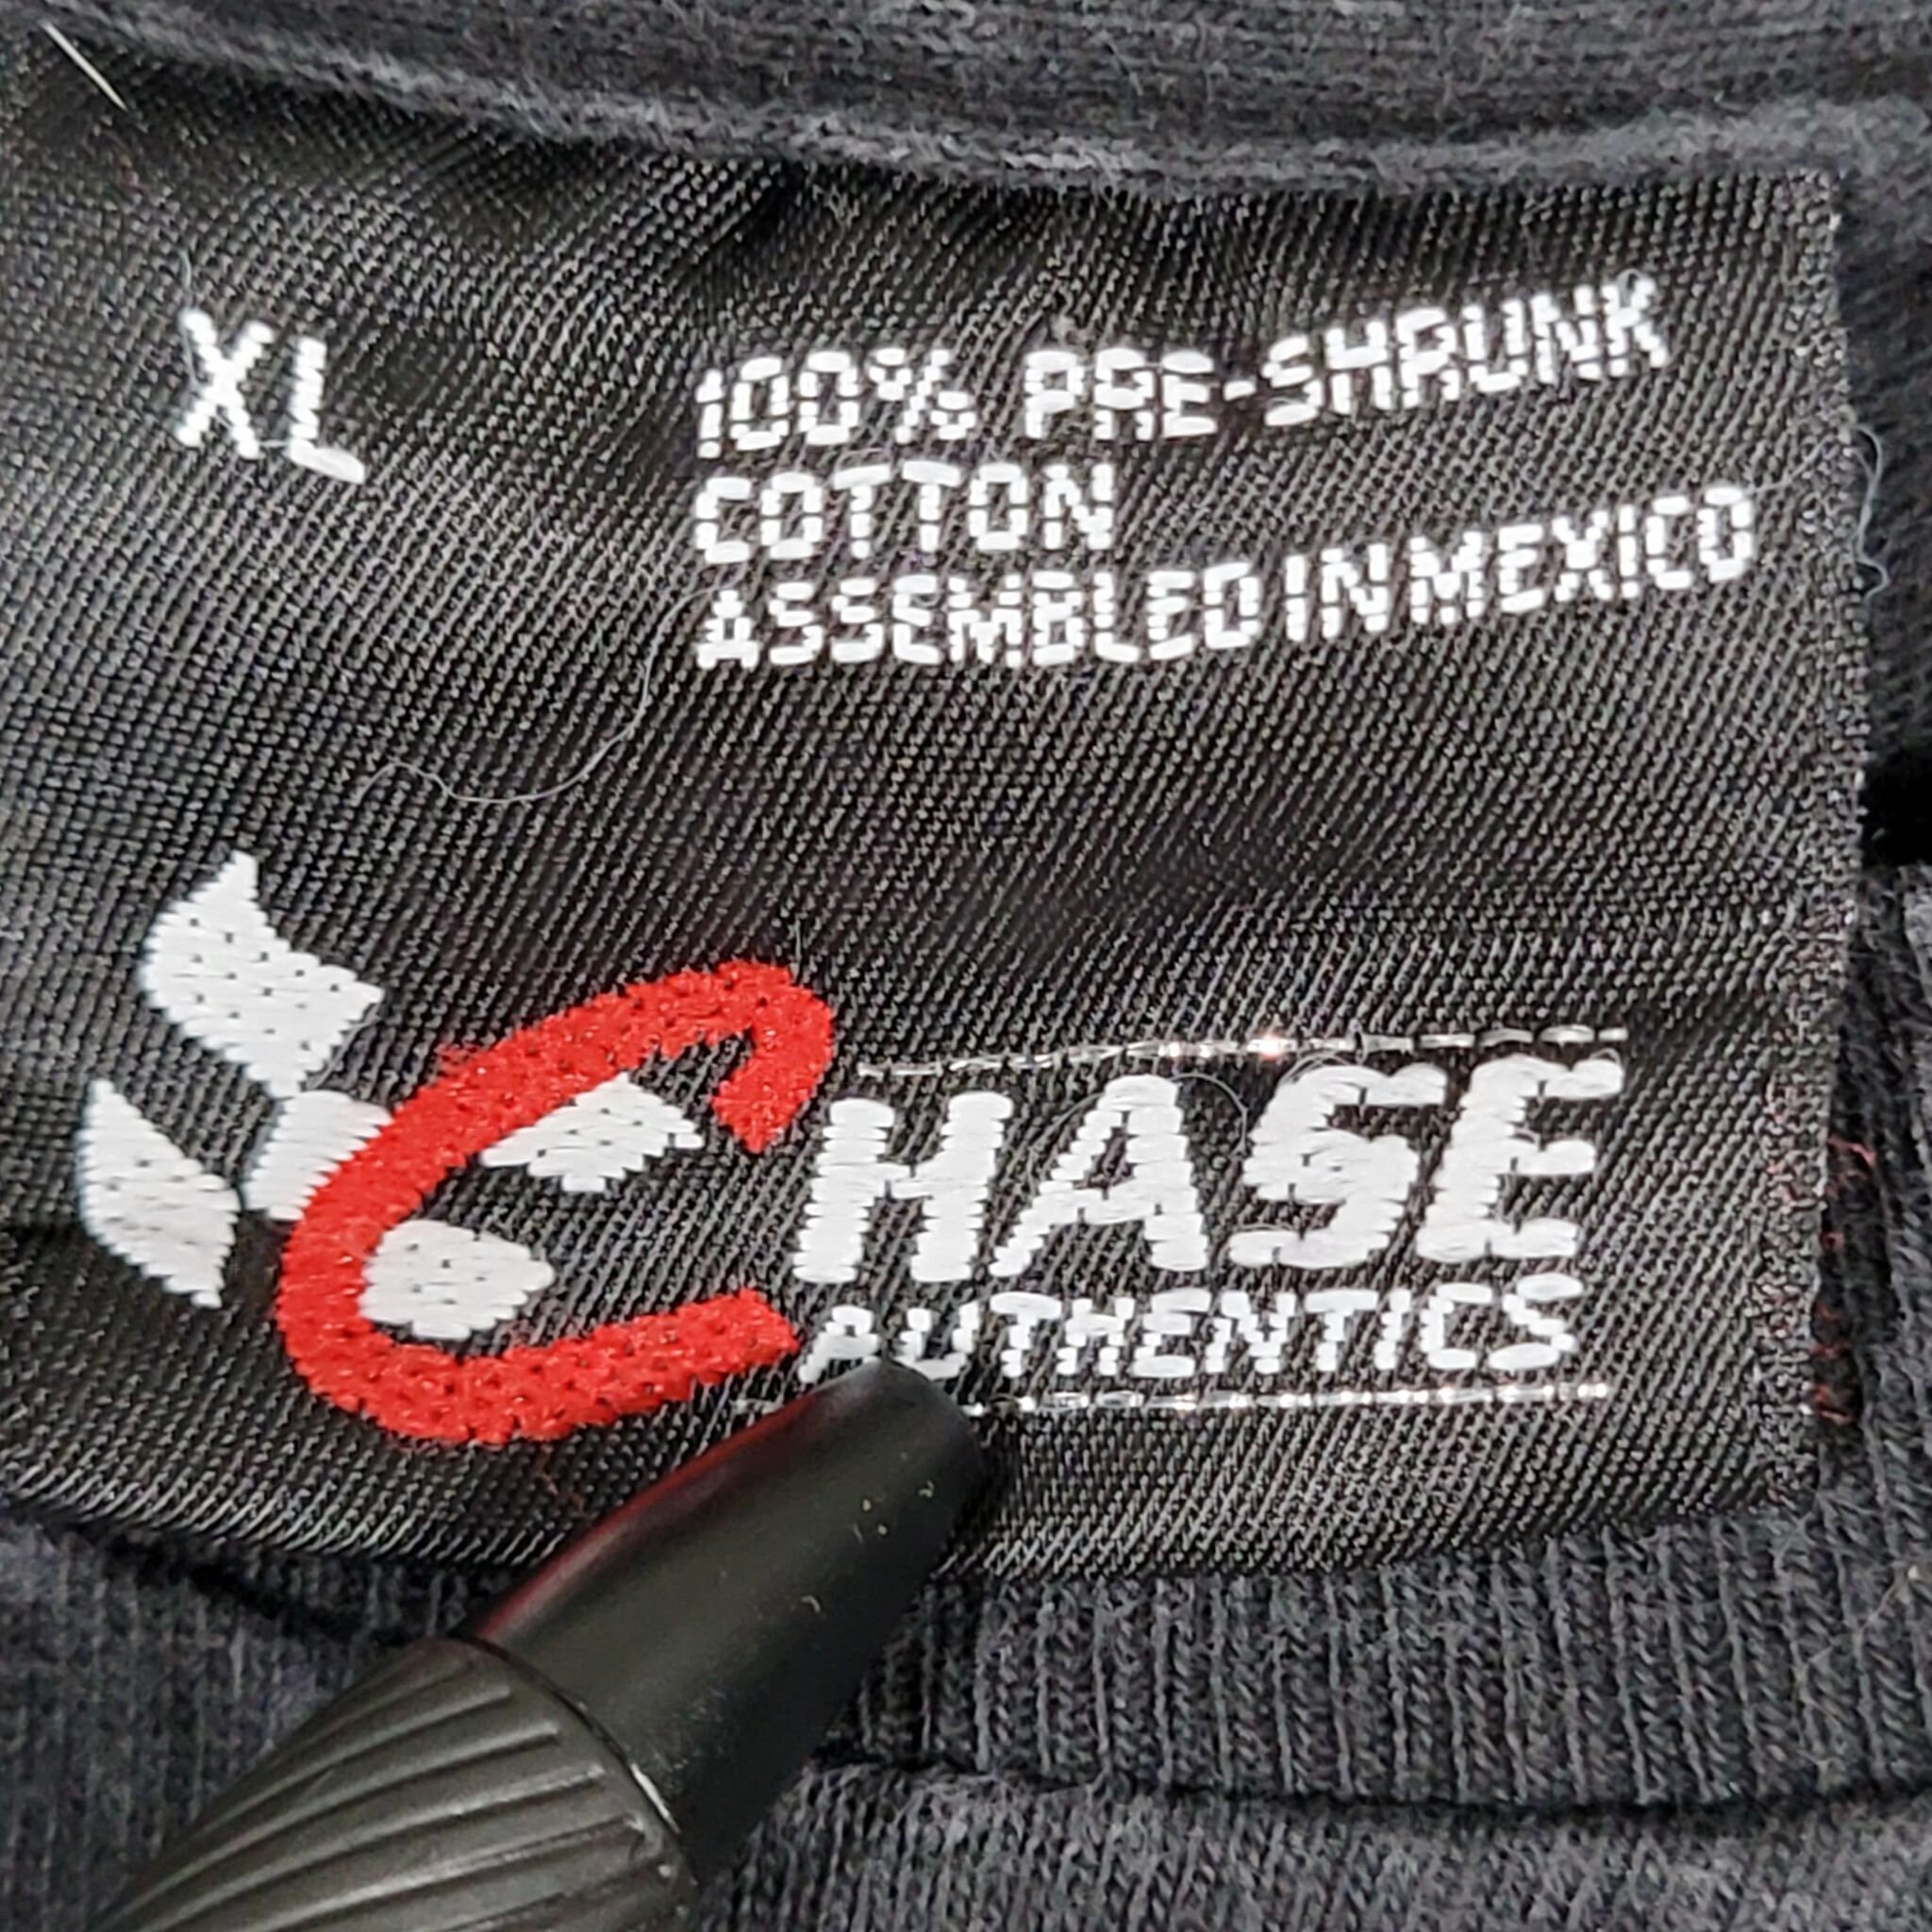 XL
100% PRE-SHRUNK
COTTON
ASSEMBLED IN MEXICO
CHASE
AUTHENTICS